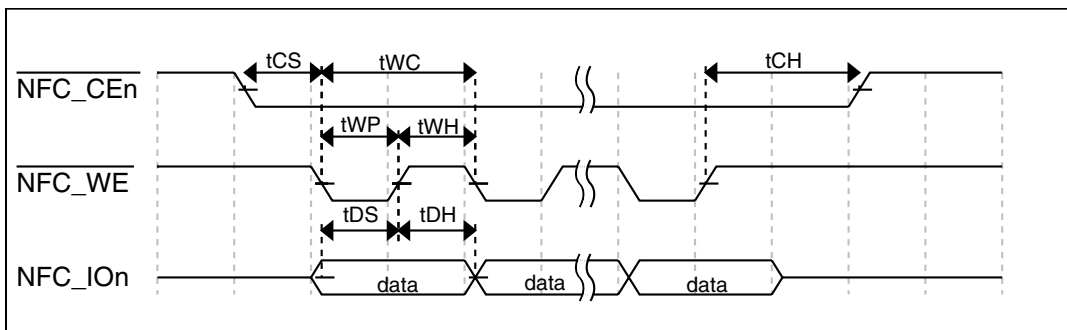 tCS tWC tCH
NFC_CEn
tWP tWH
NFC_WE
tDS tDH
NFC_IOn
data data data